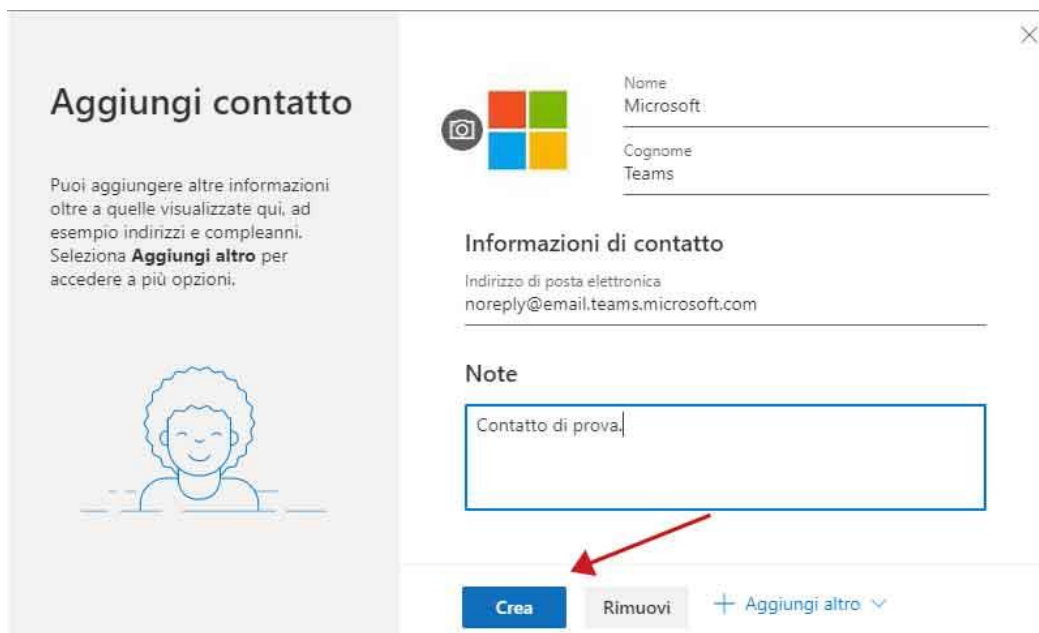 Aggiungi contatto
Puoi aggiungere altre informazioni
oltre a quelle visualizzate qui, ad
esempio indirizzi e compleanni.
Seleziona Aggiungi altro per
accedere a più opzioni.
Nome
Microsoft
Cognome
Teams
Informazioni di contatto
Indirizzo di posta elettronica
noreply@email.teams.microsoft.com
Note
Contatto di prova.
Crea
Rimuovi
Aggiungi altro